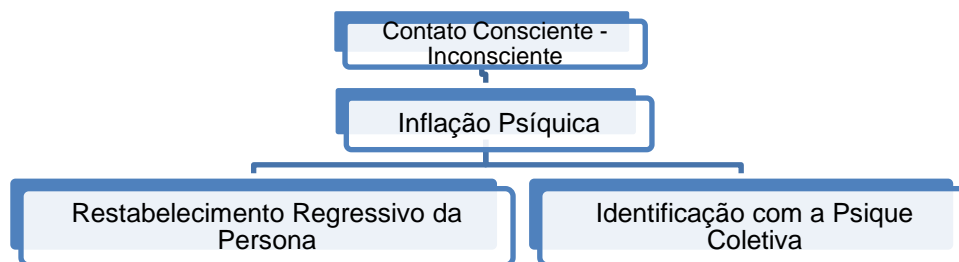 Contato Consciente -
Inconsciente
Inflação Psíquica
Restabelecimento Regressivo da
Persona
Identificação com a Psique
Coletiva